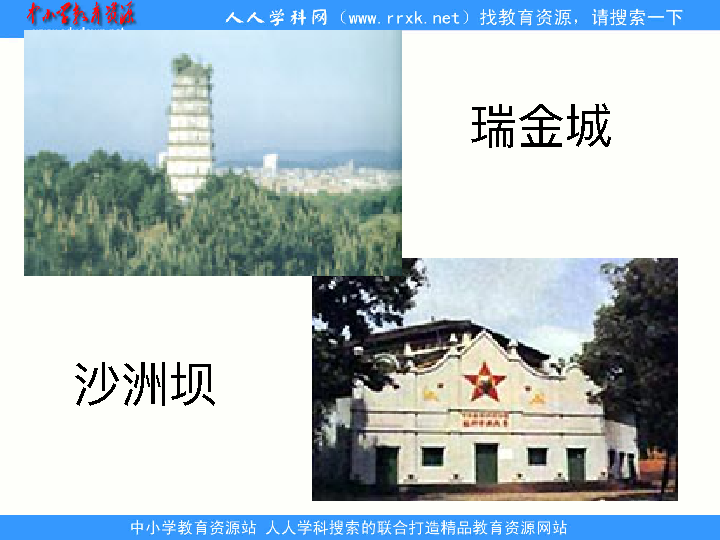 中小学教育资源
人人学科网（www.rrxk.net）找教育资源，请搜索一下
瑞金城
沙洲坝
中小学教育资源站 人人学科搜索的联合打造精品教育资源网站